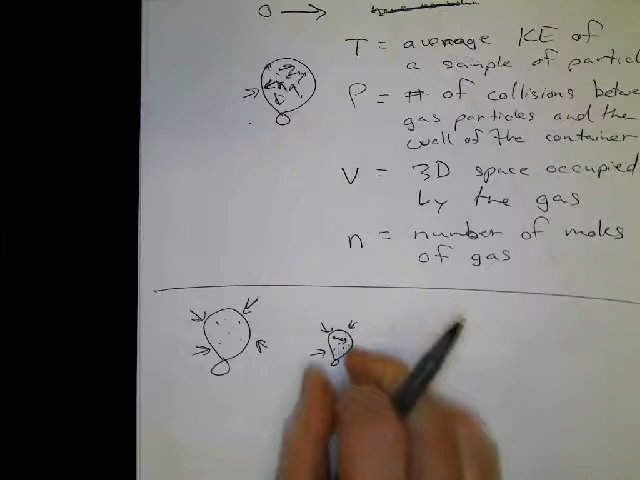 T = average KE of
a sample of particl
P = # of collisions betwe
gas particles and the
wall of the container
V = 3D space occupied
by the gas
n = number of moles
of gas